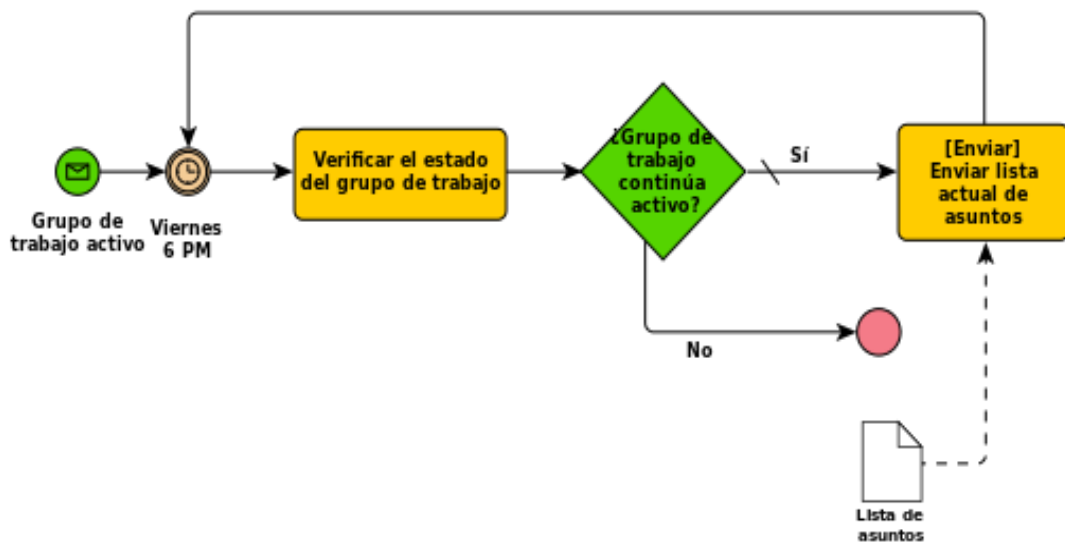 Grupo de
trabajo activo
Viernes
6 PM
Verificar el estado
del grupo de trabajo
¿Grupo de
trabajo
continúa
activo?
Sí
[Enviar]
Enviar lista
actual de
asuntos
No
Lista de
asuntos